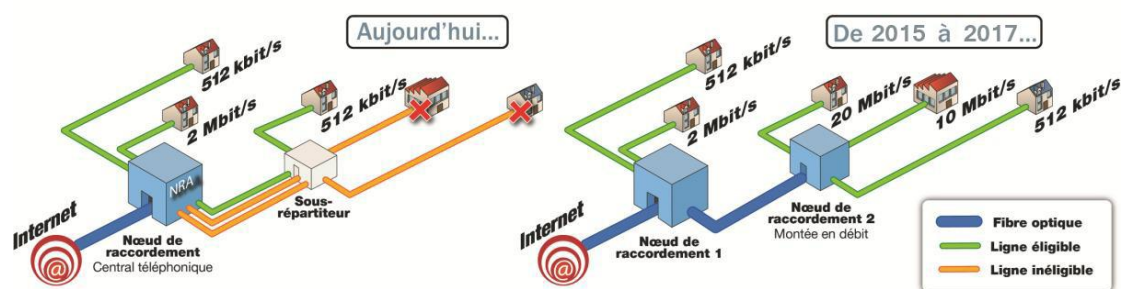 Aujourd'hui...
512 kbit/s
2 Mbit/s
512 kbit/s
NRA
Sous-
répartiteur
Internet
@
Nœud de
raccordement
Central téléphonique
De 2015 à 2017...
512 kbit/s
2 Mbit/s
20 Mbit/s
10 Mbit/s
512 kbit/s
Internet
@
Nœud de
raccordement 1
Nœud de
raccordement 2
Montée en débit
Fibre optique
Ligne éligible
Ligne inéligible